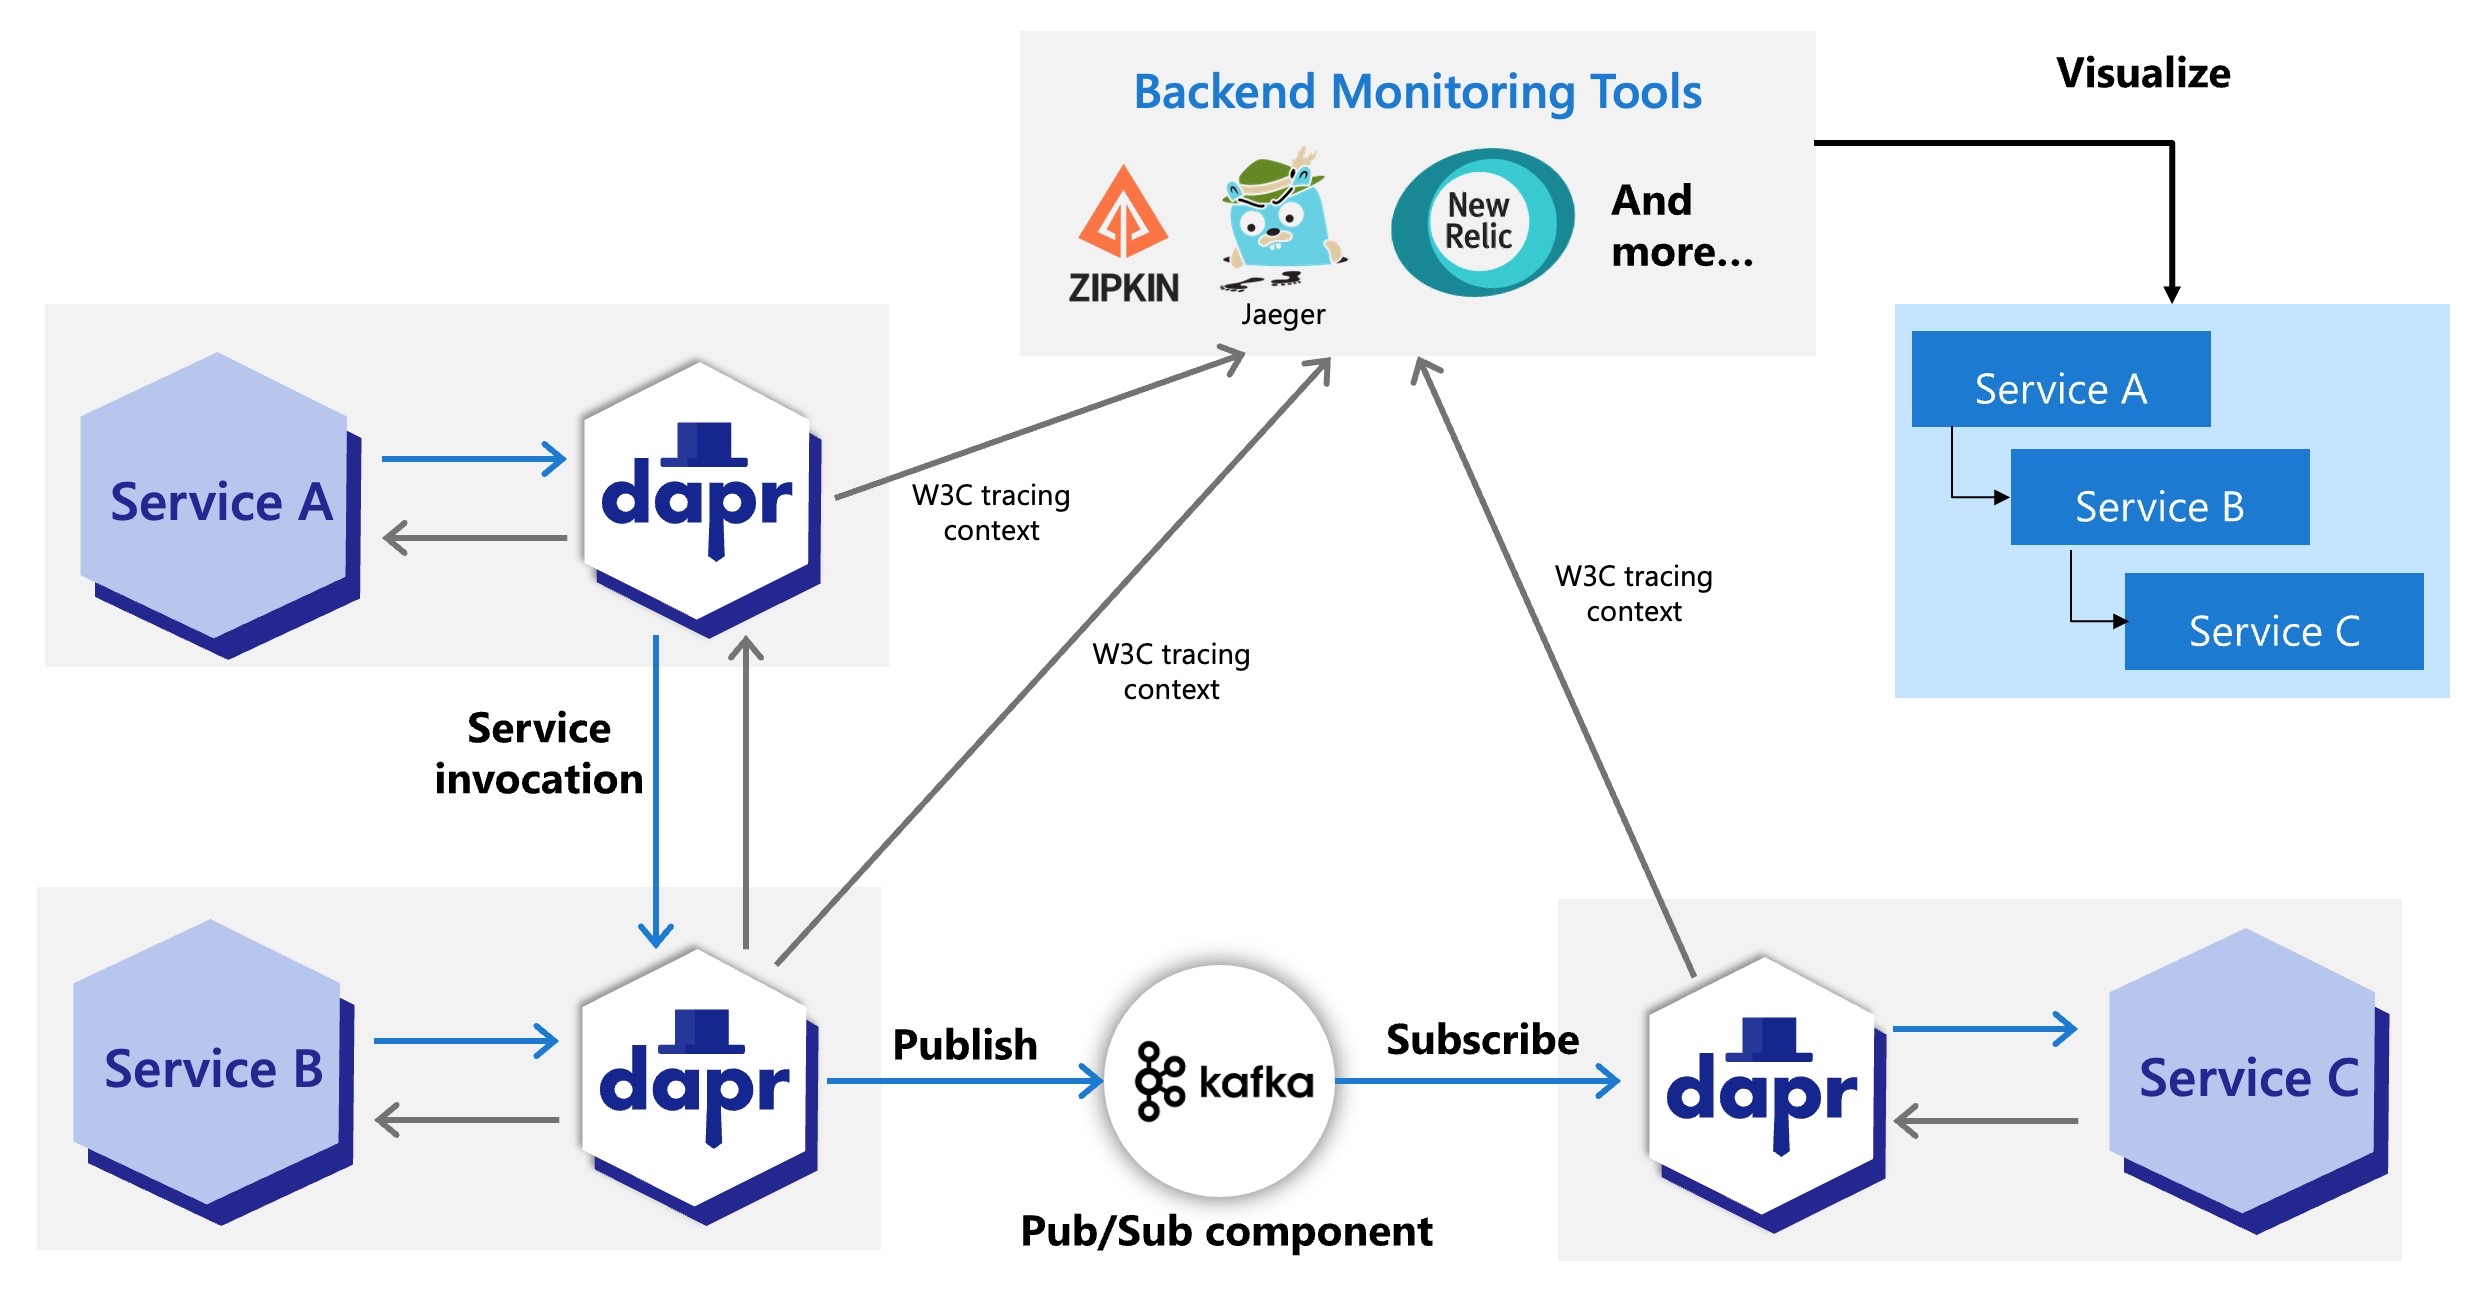 Backend Monitoring Tools
Visualize
ZIPKIN
Jaeger
New
Relic
And
more...
Service A
dapr
W3C tracing
context
Service A
Service B
Service C
W3C tracing
context
W3C tracing
context
Service
invocation
Service B
dapr
Publish
kafka
Pub/Sub component
Subscribe
dapr
Service C